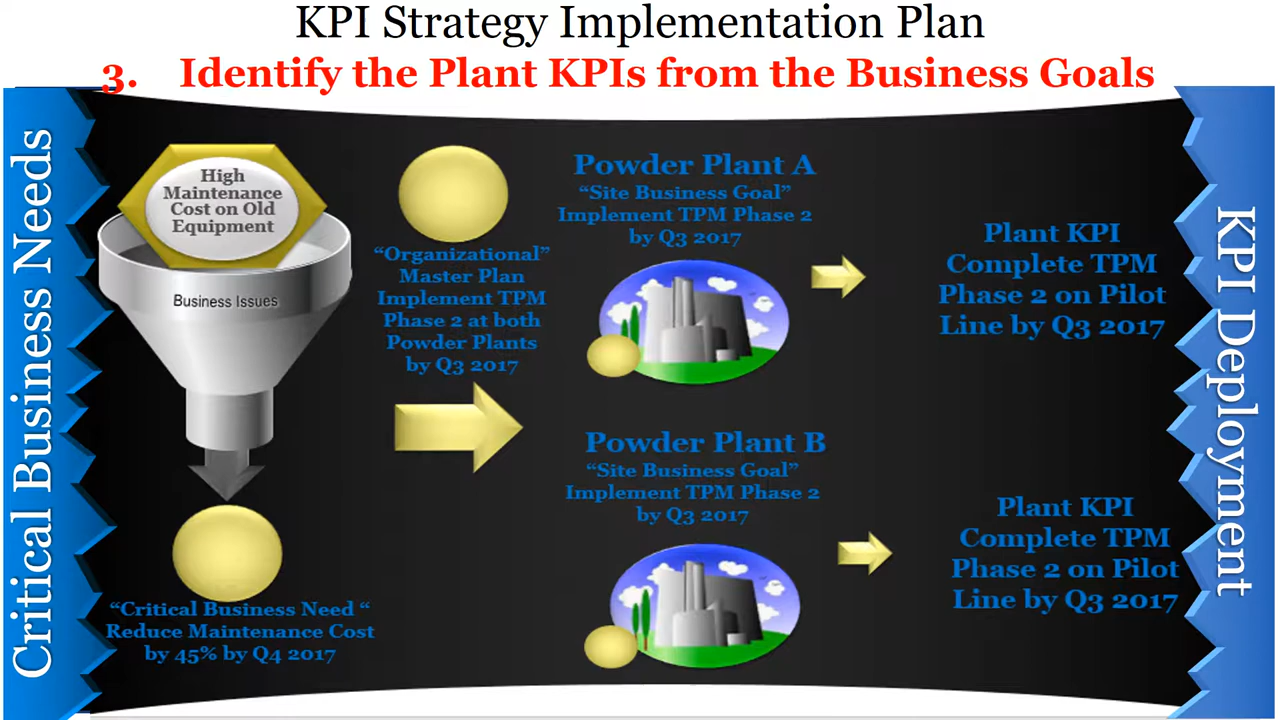 KPI Strategy Implementation Plan
3. Identify the Plant KPIs from the Business Goals
Critical Business Needs
High
Maintenance
Cost on Old
Equipment
Business Issues
“Critical Business Need “
Reduce Maintenance Cost
by 45% by Q4 2017
“Organizational”
Master Plan
Implement TPM
Phase 2 at both
Powder Plants
by Q3 2017
Powder Plant A
“Site Business Goal”
Implement TPM Phase 2
by Q3 2017
Plant KPI
Complete TPM
Phase 2 on Pilot
Line by Q3 2017
Powder Plant B
“Site Business Goal”
Implement TPM Phase 2
by Q3 2017
Plant KPI
Complete TPM
Phase 2 on Pilot
Line by Q3 2017
KPI Deployment